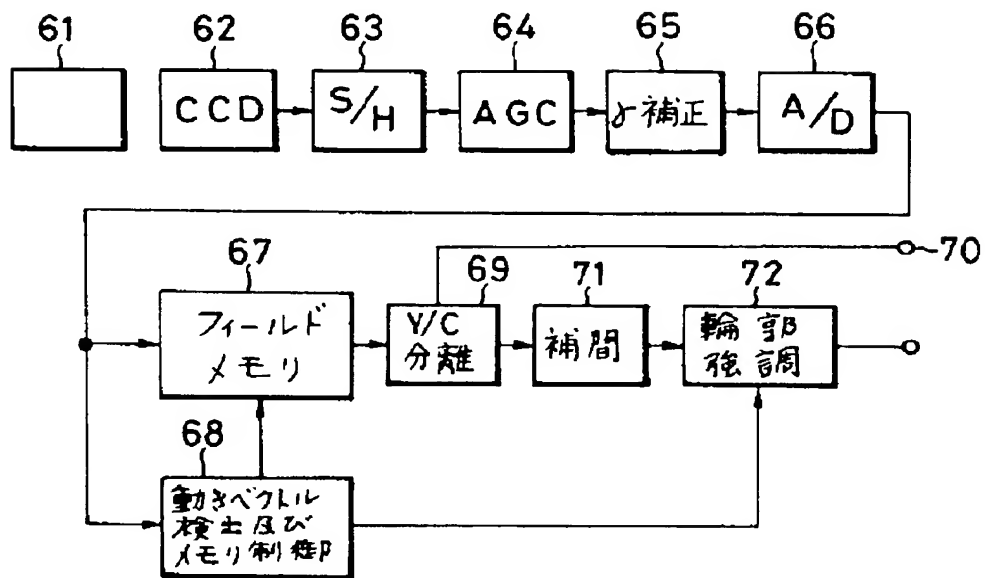 61
62
63
64
65
66
CCD
S/H
AGC
γ補正
A/D
67
69
71
72
70
フィールド
メモリ
Y/C
分離
補間
輪郭
強調
68
動きベクトル
検出及び
メモリ制御